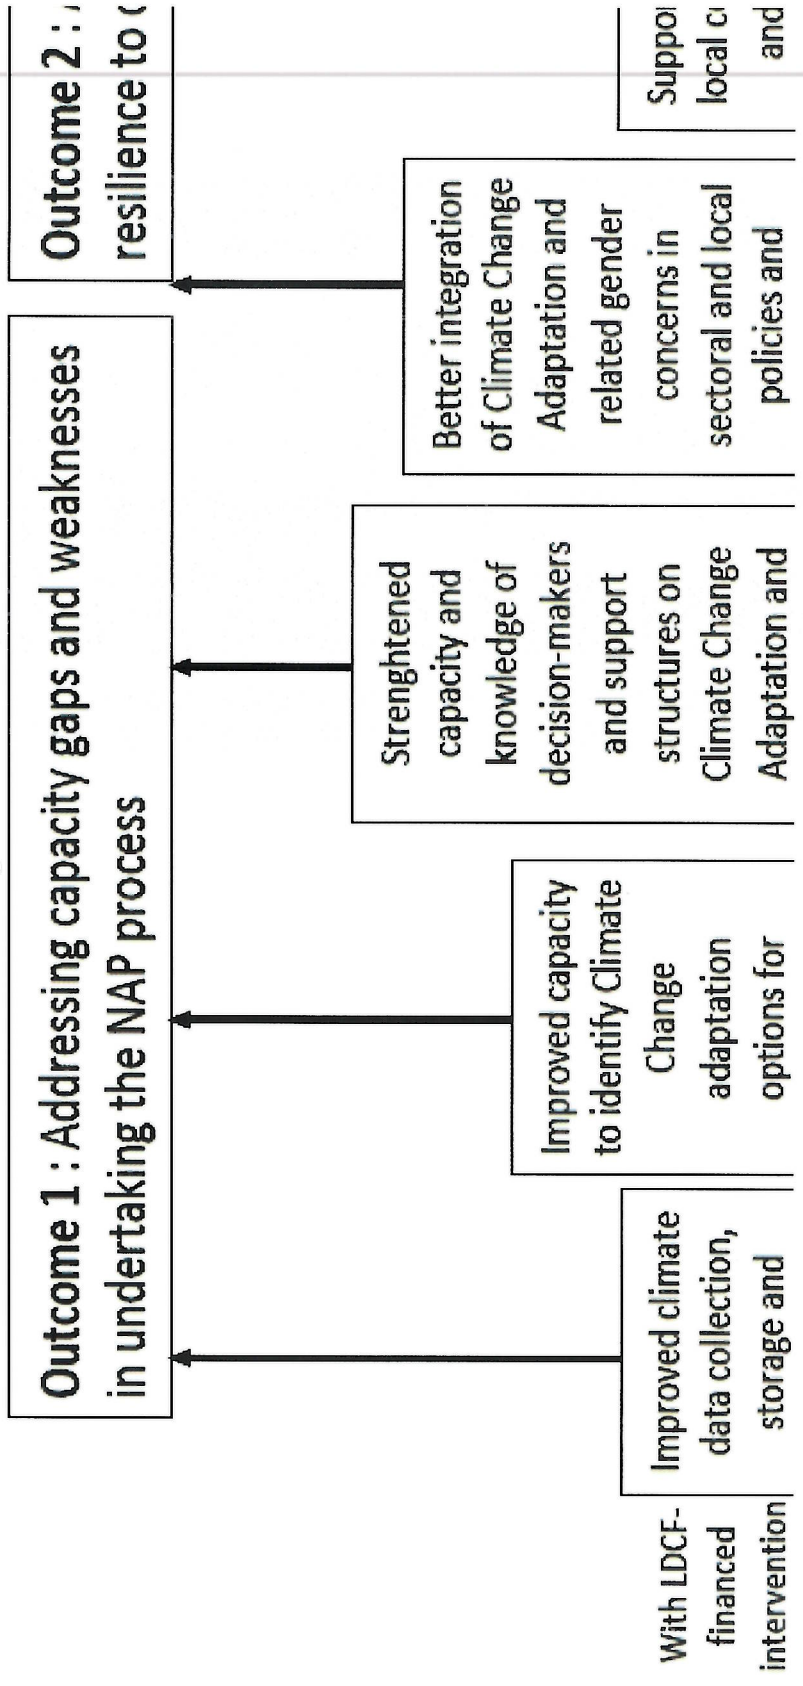 Outcome 1 : Addressing capacity gaps and weaknesses
in undertaking the NAP process
Outcome 2 :
resilience to
With LDCF-
financed
intervention
Improved climate
data collection,
storage and
Improved capacity
to identify Climate
Change
adaptation
options for
Strenghtened
capacity and
knowledge of
decision-makers
and support
structures on
Climate Change
Adaptation and
Better integration
of Climate Change
Adaptation and
related gender
concerns in
sectoral and local
policies and
local
and